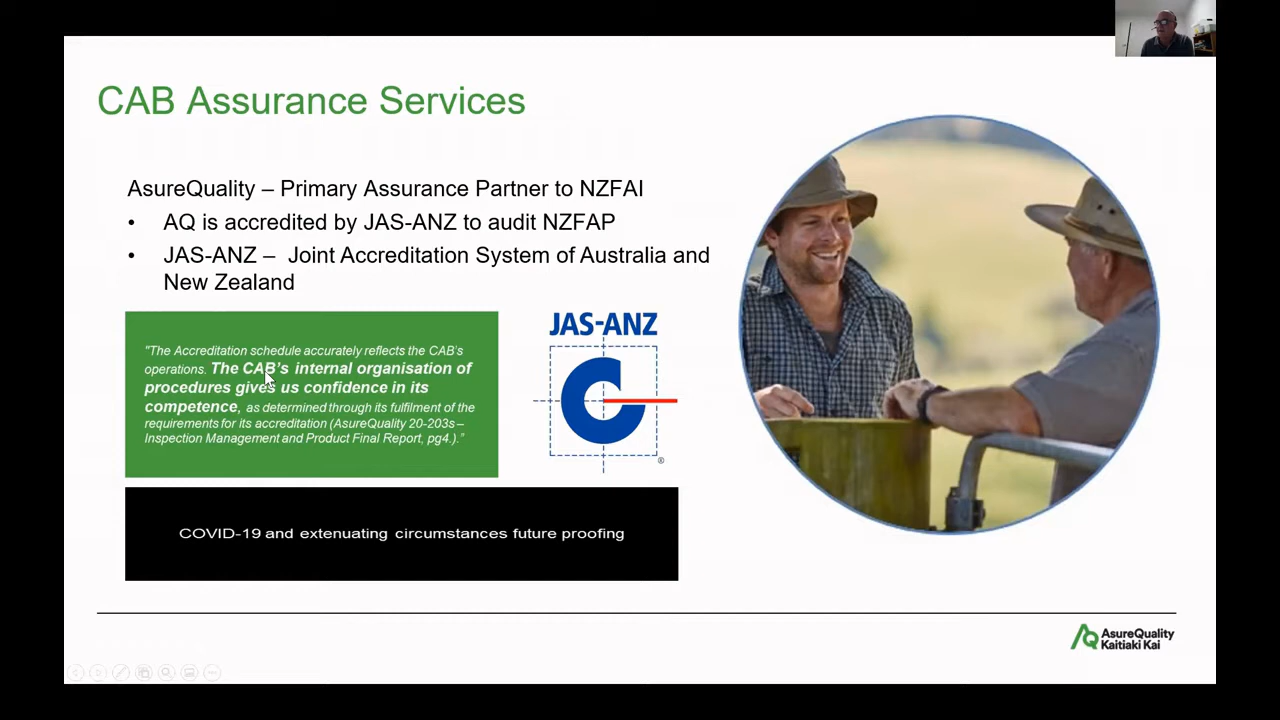 CAB Assurance Services
AsureQuality – Primary Assurance Partner to NZFAI
• AQ is accredited by JAS-ANZ to audit NZFAP
• JAS-ANZ – Joint Accreditation System of Australia and
New Zealand
"The Accreditation schedule accurately reflects the CAB's
operations. The CAB's internal organisation of
procedures gives us confidence in its
competence, as determined through its fulfilment of the
requirements for its accreditation (AsureQuality 20-203s –
Inspection Management and Product Final Report, pg4.)."
JAS-ANZ
®
COVID-19 and extenuating circumstances future proofing
AsureQuality
Kaitiaki Kai